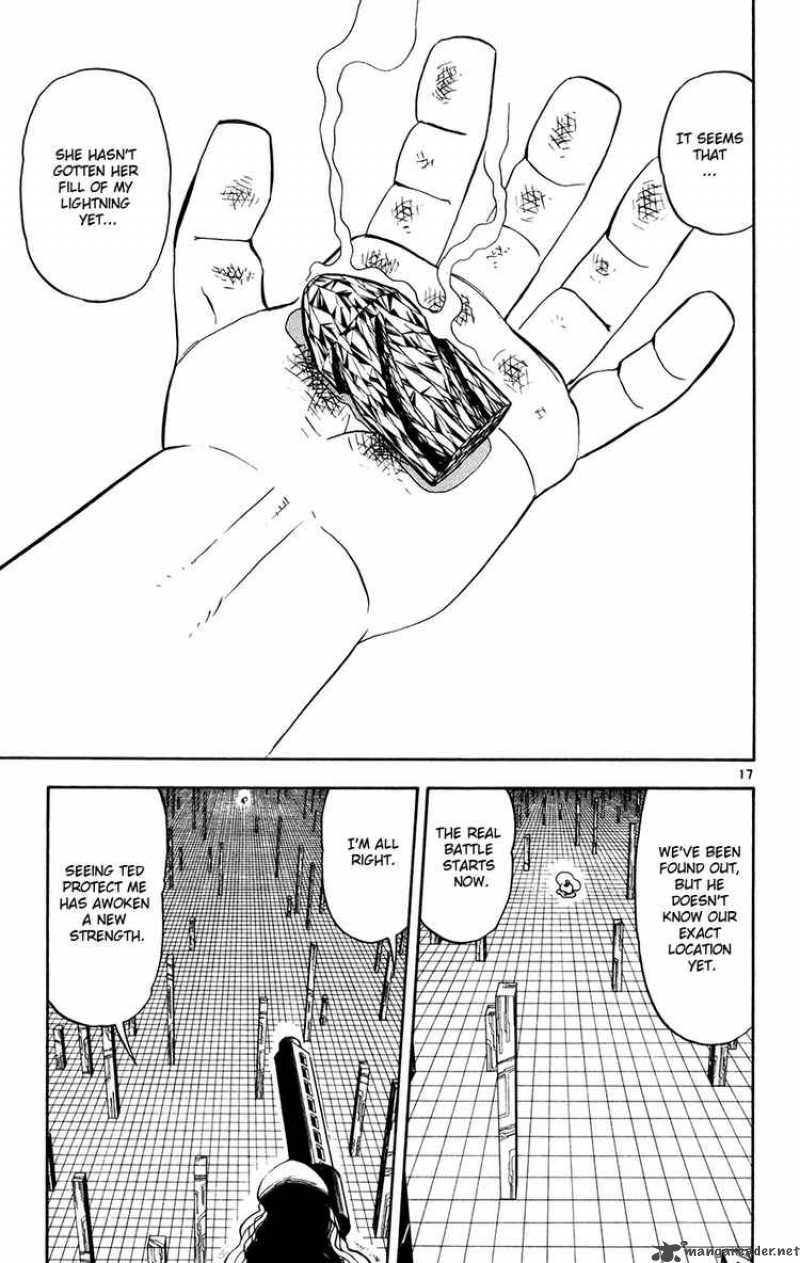 IT SEEMS
THAT
...
SHE HASN'T
GOTTEN HER
FILL OF MY
LIGHTNING
YET...
17
WE'VE BEEN
FOUND OUT,
BUT HE
DOESN'T
KNOW OUR
EXACT
LOCATION
YET.
THE REAL
BATTLE
STARTS
NOW.
I'M ALL
RIGHT.
SEEING TED
PROTECT ME
HAS AWOKEN
A NEW
STRENGTH.
mangareader.net